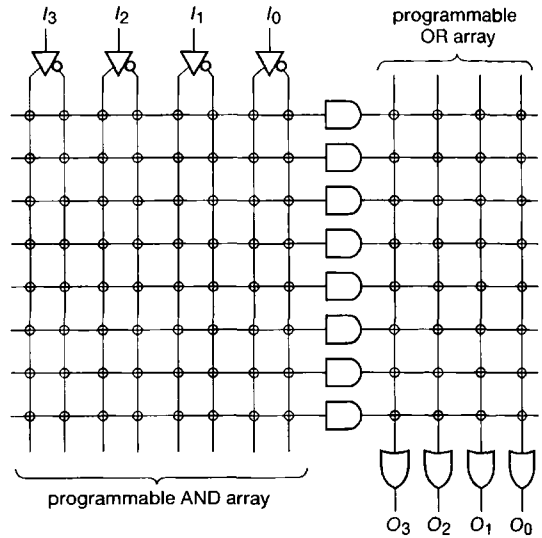 I3 I2 I1 I0
programmable
OR array
programmable AND array
O3 O2 O1 O0